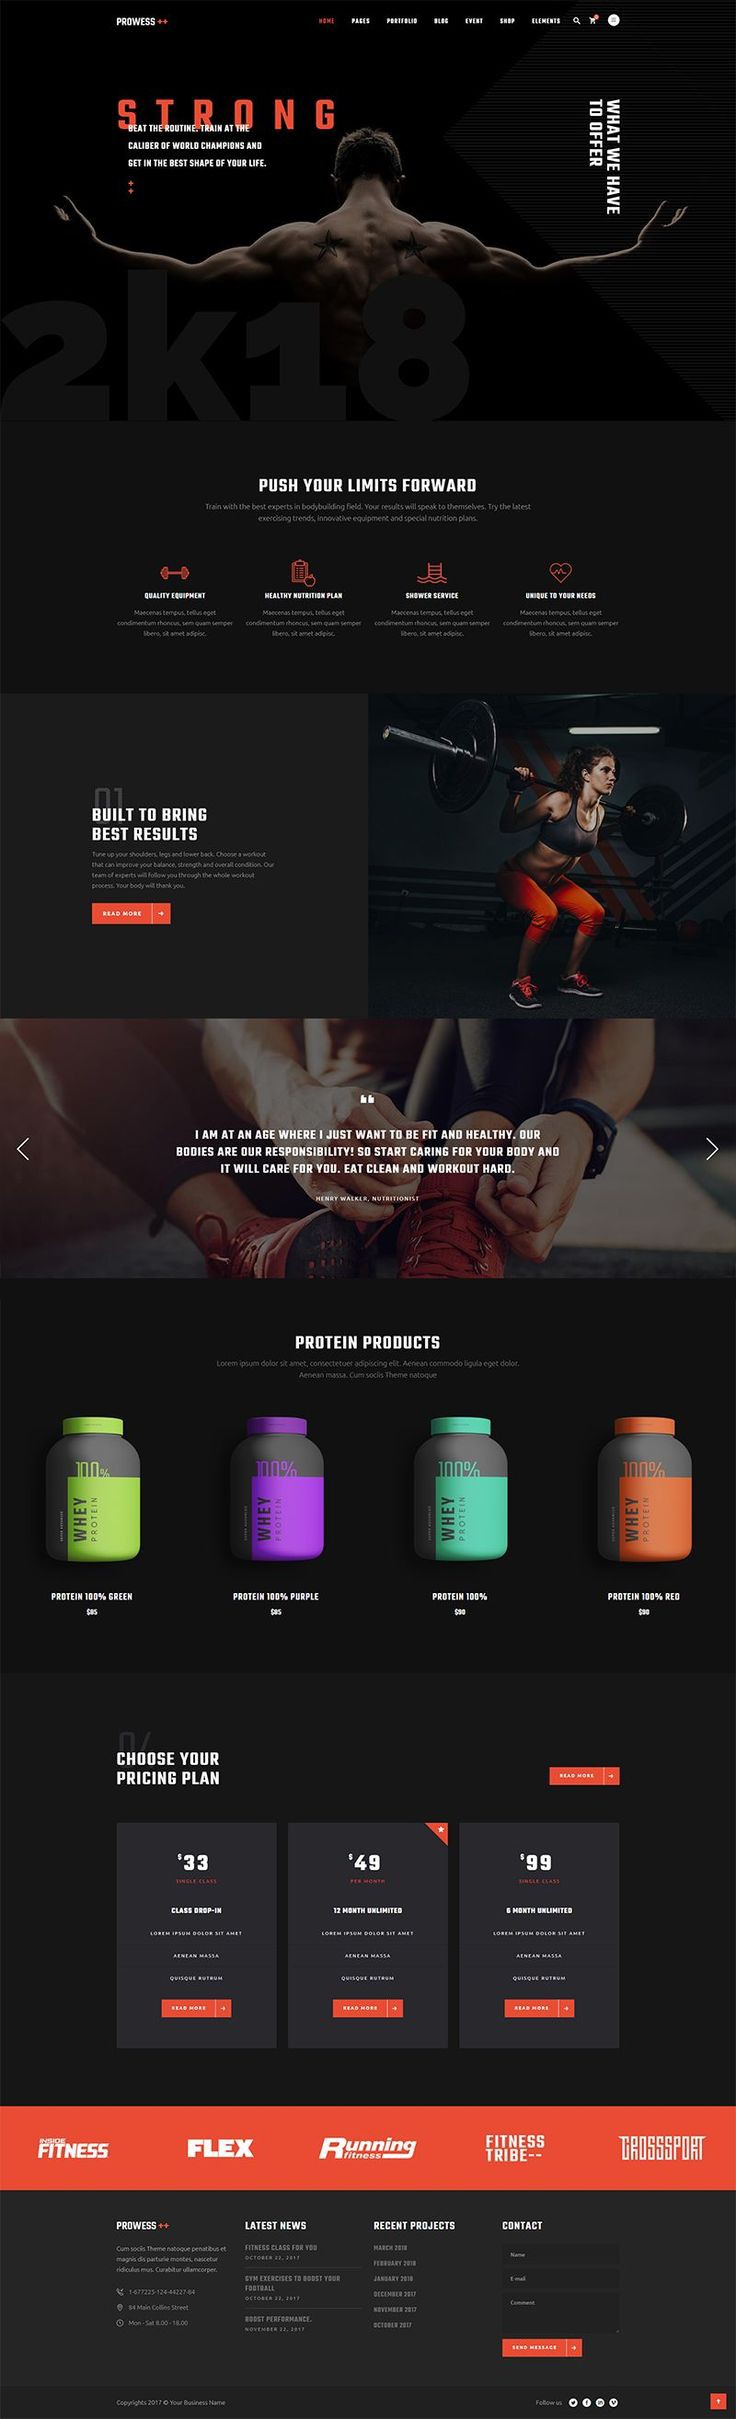 PROWESS ++
HOME PAGES PORTFOLIO BLOG EVENT SHOP ELEMENTS
STRONG
BEAT THE ROUTINE. TRAIN AT THE
CALIBER OF WORLD CHAMPIONS AND
GET IN THE BEST SHAPE OF YOUR LIFE.
++
WHAT WE HAVE
TO OFFER
2k18
PUSH YOUR LIMITS FORWARD
Train with the best experts in bodybuilding field. Your results will speak to themselves. Try the latest
exercising trends, innovative equipment and special nutrition plans.
QUALITY EQUIPMENT
Maecenas tempus, tellus eget
condimentum rhoncus, sem quam semper
libero, sit amet adipisc.
HEALTHY NUTRITION PLAN
Maecenas tempus, tellus eget
condimentum rhoncus, sem quam semper
libero, sit amet adipisc.
SHOWER SERVICE
Maecenas tempus, tellus eget
condimentum rhoncus, sem quam semper
libero, sit amet adipisc.
UNIQUE TO YOUR NEEDS
Maecenas tempus, tellus eget
condimentum rhoncus, sem quam semper
libero, sit amet adipisc.
01
BUILT TO BRING
BEST RESULTS
Tune up your shoulders, legs and lower back. Choose a workout
that can improve your balance, strength and overall condition. Our
team of experts will follow you through the whole workout
process. Your body will thank you.
READ MORE
I AM AT AN AGE WHERE I JUST WANT TO BE FIT AND HEALTHY. OUR
BODIES ARE OUR RESPONSIBILITY! SO START CARING FOR YOUR BODY AND
IT WILL CARE FOR YOU. EAT CLEAN AND WORKOUT HARD.
HENRY WALKER, NUTRITIONIST
PROTEIN PRODUCTS
Lorem ipsum dolor sit amet, consectetuer adipiscing elit. Aenean commodo ligula eget dolor.
Aenean massa. Cum sociis Theme natoque
100%
WHEY
PROTEIN
100%
WHEY
PROTEIN
100%
WHEY
PROTEIN
100%
WHEY
PROTEIN
PROTEIN 100% GREEN
$85
PROTEIN 100% PURPLE
$85
PROTEIN 100%
$90
PROTEIN 100% RED
$90
CHOOSE YOUR
PRICING PLAN
READ MORE
$33
SINGLE CLASS
CLASS DROP-IN
LOREM IPSUM DOLOR SIT AMET
AENEAN MASSA
QUISQUE RUTRUM
READ MORE
$49
PER MONTH
12 MONTH UNLIMITED
LOREM IPSUM DOLOR SIT AMET
AENEAN MASSA
QUISQUE RUTRUM
READ MORE
$99
SINGLE CLASS
6 MONTH UNLIMITED
LOREM IPSUM DOLOR SIT AMET
AENEAN MASSA
QUISQUE RUTRUM
READ MORE
INSIDE
FITNESS
FLEX
Running
fitness
FITNESS
TRIBE--
CROSSSPORT
PROWESS ++
Cum sociis Theme natoque penatibus et
magnis dis parturie montes, nascetur
ridiculus mus. Curabitur ullamcorper.
1-677225-124-44227-84
84 Main Collins Street
Mon - Sat 8.00 - 18.00
LATEST NEWS
FITNESS CLASS FOR YOU
OCTOBER 22, 2017
GYM EXERCISES TO BOOST YOUR
FOOTBALL
OCTOBER 22, 2017
BOOST PERFORMANCE.
NOVEMBER 22, 2017
RECENT PROJECTS
MARCH 2018
FEBRUARY 2018
JANUARY 2018
DECEMBER 2017
NOVEMBER 2017
OCTOBER 2017
CONTACT
Name
E-mail
Comment
SEND MESSAGE
Copyrights 2017 © Your Business Name
Follow us